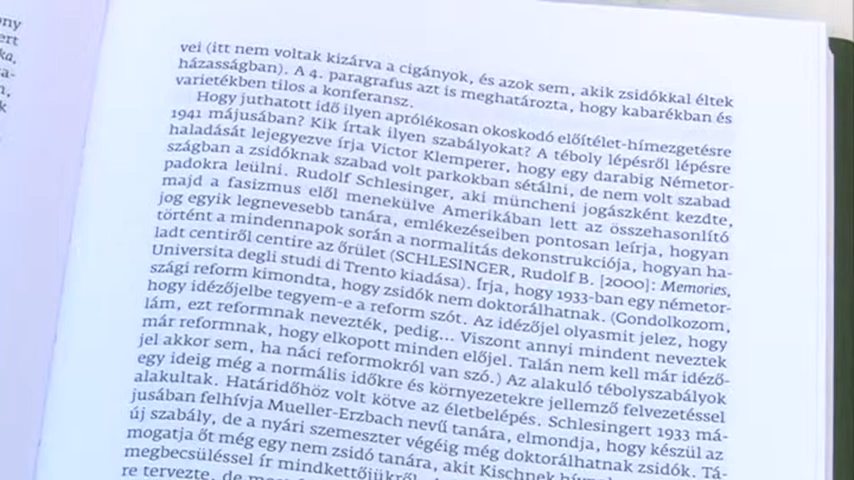 ony
ert
ka,
a-
n,
k
vei (itt nem voltak kizárva a cigányok, és azok sem, akik zsidókkal éltek
házasságban). A 4. paragrafus azt is meghatározta, hogy kabarékban és
varietékben tilos a konferansz.
Hogy juthatott idő ilyen aprólékosan okoskodó előítélet-hímezgetésre
1941 májusában? Kik írtak ilyen szabályokat? A téboly lépésről lépésre
haladását lejegyezve írja Victor Klemperer, hogy egy darabig Németor-
szágban a zsidóknak szabad volt parkokban sétálni, de nem volt szabad
padokra leülni. Rudolf Schlesinger, aki müncheni jogászként kezdte,
majd a fasizmus elől menekülve Amerikában lett az összehasonlító
jog egyik legnevesebb tanára, emlékezéseiben pontosan leírja, hogyan
történt a mindennapok során a normalitás dekonstrukciója, hogyan ha-
ladt centiről centire az őrület (SCHLESINGER, Rudolf B. [2000]: Memories,
Universita degli studi di Trento kiadása). Írja, hogy 1933-ban egy németor-
szági reform kimondta, hogy zsidók nem doktorálhatnak. (Gondolkozom,
hogy idézőjelbe tegyem-e a reform szót. Az idézőjel olyasmit jelez, hogy
lám, ezt reformnak nevezték, pedig... Viszont annyi mindent neveztek
már reformnak, hogy elkopott minden előjel. Talán nem kell már idéző-
jel akkor sem, ha náci reformokról van szó.) Az alakuló tébolyszabályok
egy ideig még a normális időkre és környezetekre jellemző felvezetéssel
alakultak. Határidőhöz volt kötve az életbelépés. Schlesingert 1933 má-
jusában felhívja Mueller-Erzbach nevű tanára, elmondja, hogy készül az
új szabály, de a nyári szemeszter végéig még doktorálhatnak zsidók. Tá-
mogatja őt még egy nem zsidó tanára, akit Kischnek
megbecsüléssel ír mindkettőjükről.
re tervezte, de